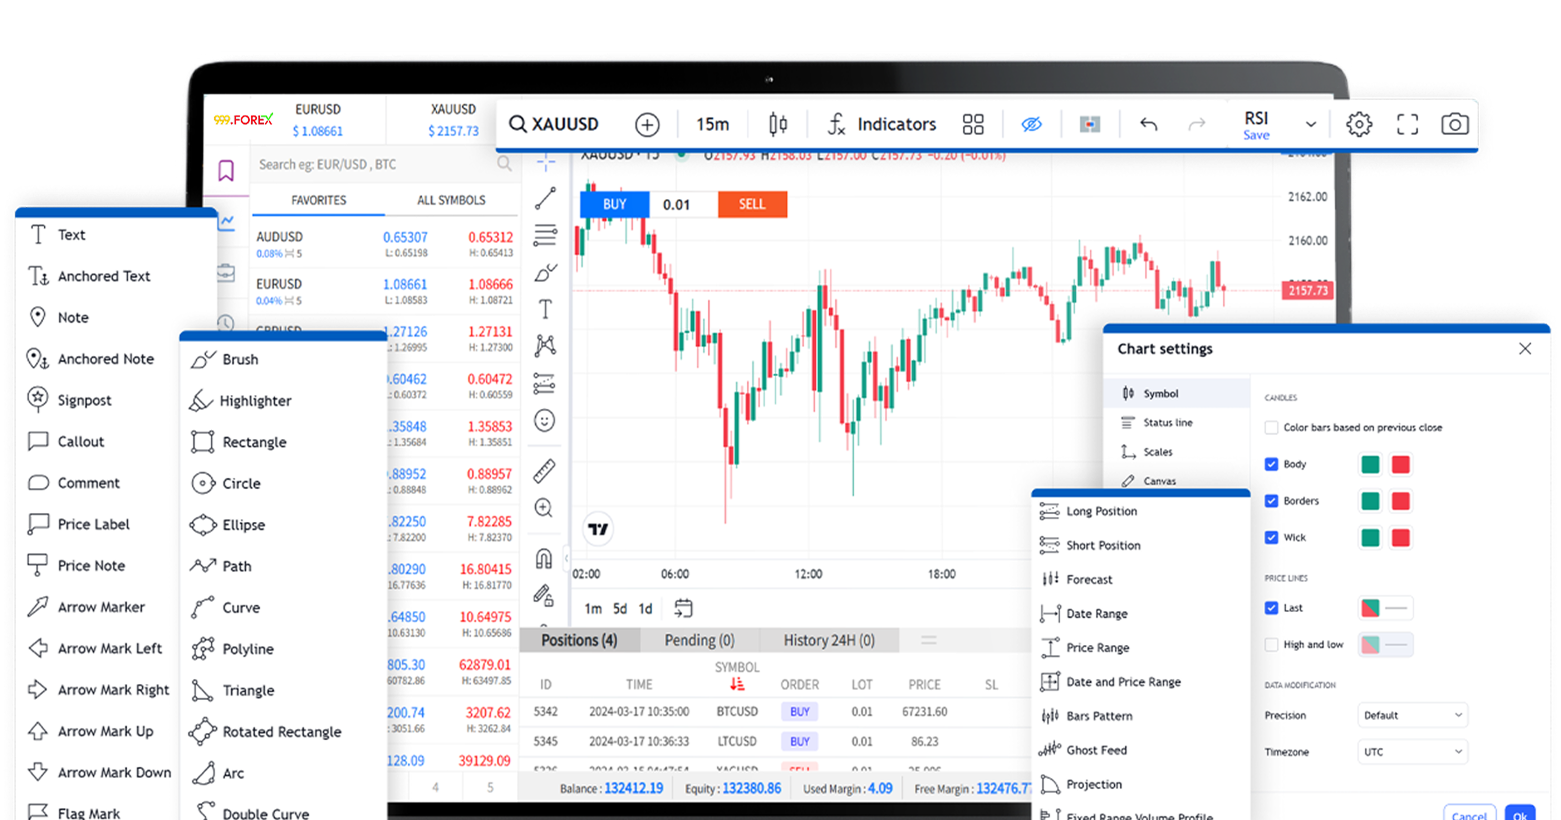 999.FOREX
EURUSD
$ 1.08661
XAUUSD
$ 2157.73
XAUUSD
15m
Indicators
RSI
Save
Search eg: EUR/USD , BTC
FAVORITES
ALL SYMBOLS
AUDUSD 0.65307 0.65312
0.08% 5 L: 0.65198 H: 0.65413
EURUSD 1.08661 1.08666
0.04% 5 L: 1.08583 H: 1.08721
1.27131
: 1.26995 H: 1.27300
.60462 0.60472
: 0.60372 H: 0.60559
.35848 1.35853
: 1.35684 H: 1.35851
.88952 0.88957
: 0.88848 H: 0.88962
.82250 7.82285
: 7.82200 H: 7.82370
.80290 16.80415
16.77636 H: 16.81770
.64850 10.64975
10.63130 H: 10.65686
805.30 62879.01
60782.86 H: 63497.85
200.74 3207.62
: 3051.66 H: 3262.84
128.09 39129.09
4 5
XAUUSD · 15 O2157.93 H2158.03 L2157.00 C2157.73 -0.20 (-0.01%)
BUY
0.01
SELL
2162.00
2160.00
2157.73
02:00 06:00 12:00 18:00
1m 5d 1d
Positions (4)
Pending (0)
History 24H (0)
ID TIME SYMBOL ORDER LOT PRICE SL
5342 2024-03-17 10:35:00 BTCUSD BUY 0.01 67231.60
5345 2024-03-17 10:36:33 LTCUSD BUY 0.01 86.23
Balance : 132412.19
Equity : 132380.86
Used Margin : 4.09
Free Margin : 132476.7
Text
Anchored Text
Note
Anchored Note
Signpost
Callout
Comment
Price Label
Price Note
Arrow Marker
Arrow Mark Left
Arrow Mark Right
Arrow Mark Up
Arrow Mark Down
Flag Mark
Brush
Highlighter
Rectangle
Circle
Ellipse
Path
Curve
Polyline
Triangle
Rotated Rectangle
Arc
Double Curve
Long Position
Short Position
Forecast
Date Range
Price Range
Date and Price Range
Bars Pattern
Ghost Feed
Projection
Fixed Range Volume Profile
Chart settings
Symbol
Status line
Scales
Canvas
CANDLES
Color bars based on previous close
Body
Borders
Wick
PRICE LINES
Last
High and low
DATA MODIFICATION
Precision
Default
Timezone
UTC
Cancel
Ok